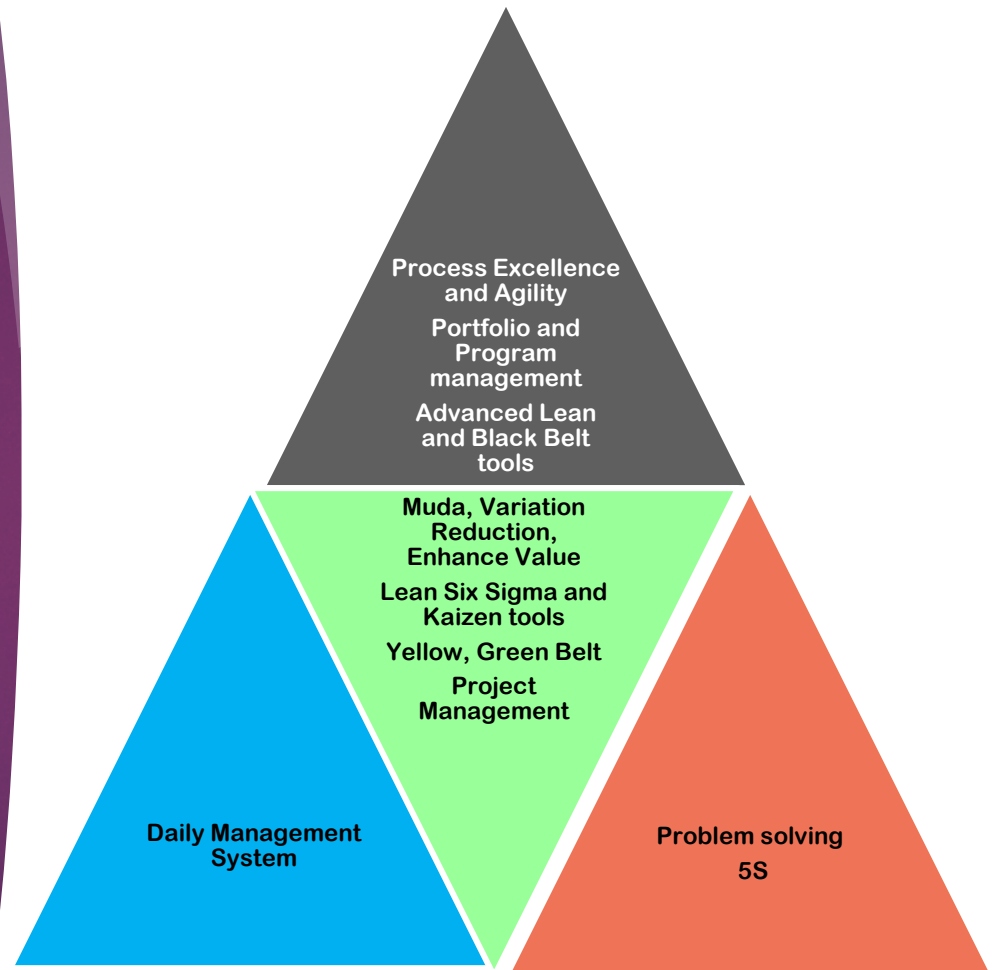 Process Excellence
and Agility
Portfolio and
Program
management
Advanced Lean
and Black Belt
tools
Muda, Variation
Reduction,
Enhance Value
Lean Six Sigma and
Kaizen tools
Yellow, Green Belt
Project
Management
Daily Management
System
Problem solving
5S